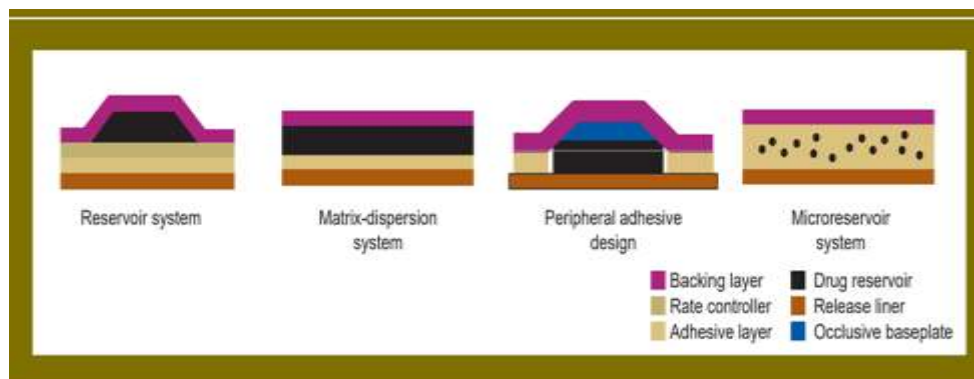 Reservoir system
Matrix-dispersion
system
Peripheral adhesive
design
Microreservoir
system
Backing layer
Drug reservoir
Rate controller
Release liner
Adhesive layer
Occlusive baseplate